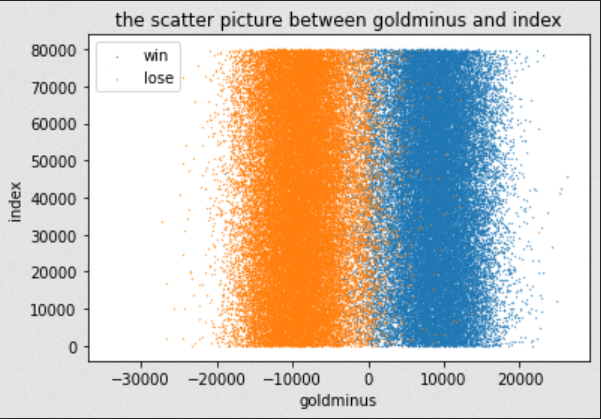 the scatter picture between goldminus and index
win
lose
80000
70000
60000
50000
40000
30000
20000
10000
0
index
−30000 −20000 −10000 0 10000 20000
goldminus